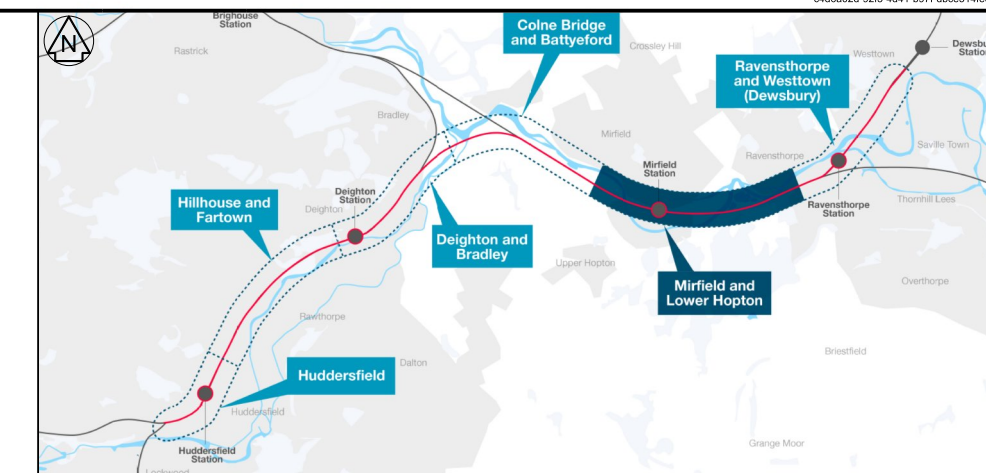 Brighouse
Station
N
Rastrick
Colne Bridge
and Battyeford
Crossley Hill
Westtown
Ravensthorpe
and Westtown
(Dewsbury)
Bradley
Mirfield
Saville Town
Ravensthorpe
Mirfield
Station
Deighton
Station
Thornhill Lees
Hillhouse and
Fartown
Deighton
Ravensthorpe
Station
Deighton and
Bradley
Upper Hopton
Mirfield and
Lower Hopton
Overthorpe
Rawthorpe
Briestfield
Dalton
Huddersfield
Huddersfield
Grange Moor
Huddersfield
Station